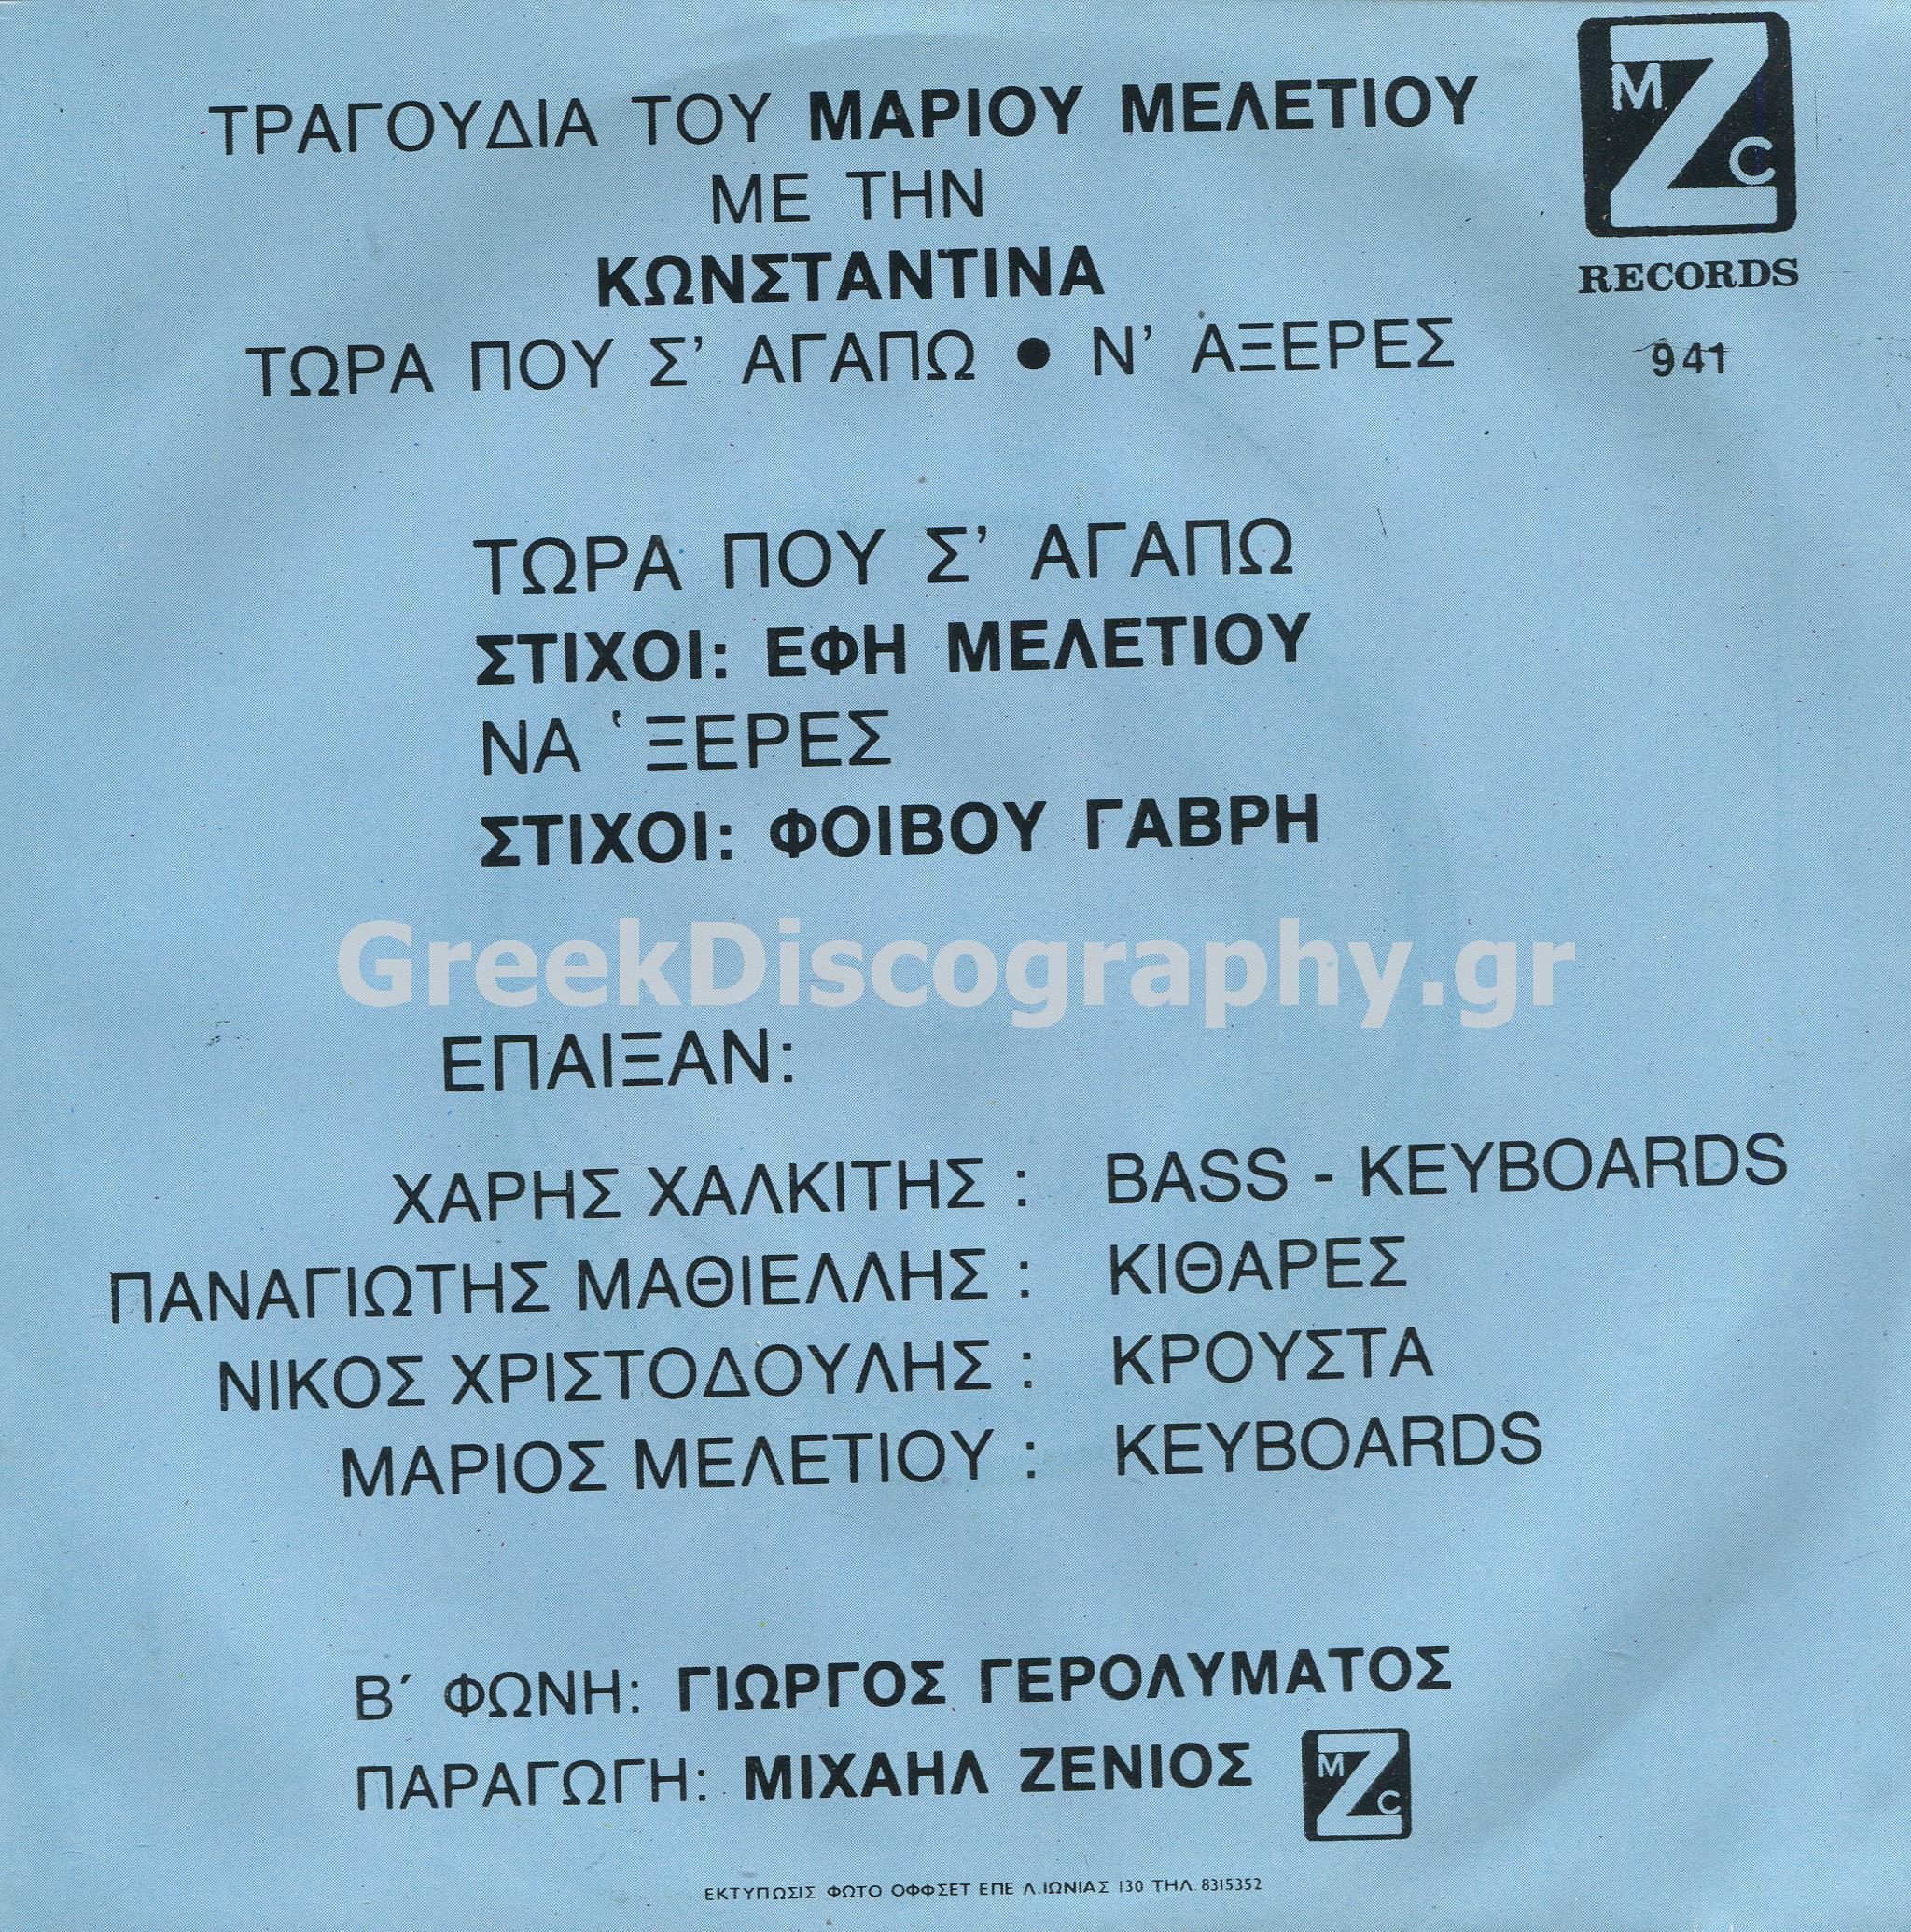 ΤΡΑΓΟΥΔΙΑ ΤΟΥ ΜΑΡΙΟΥ ΜΕΛΕΤΙΟΥ
ΜΕ ΤΗΝ
ΚΩΝΣΤΑΝΤΙΝΑ
ΤΩΡΑ ΠΟΥ Σ' ΑΓΑΠΩ ● Ν' ΑΞΕΡΕΣ
M Z C
RECORDS
941
ΤΩΡΑ ΠΟΥ Σ' ΑΓΑΠΩ
ΣΤΙΧΟΙ: ΕΦΗ ΜΕΛΕΤΙΟΥ
ΝΑ ‛ ΞΕΡΕΣ
ΣΤΙΧΟΙ: ΦΟΙΒΟΥ ΓΑΒΡΗ
GreekDiscography.gr
ΕΠΑΙΞΑΝ:
ΧΑΡΗΣ ΧΑΛΚΙΤΗΣ : BASS - KEYBOARDS
ΠΑΝΑΓΙΩΤΗΣ ΜΑΘΙΕΛΛΗΣ : ΚΙΘΑΡΕΣ
ΝΙΚΟΣ ΧΡΙΣΤΟΔΟΥΛΗΣ : ΚΡΟΥΣΤΑ
ΜΑΡΙΟΣ ΜΕΛΕΤΙΟΥ : KEYBOARDS
Β΄ ΦΩΝΗ: ΓΙΩΡΓΟΣ ΓΕΡΟΛΥΜΑΤΟΣ
ΠΑΡΑΓΩΓΗ: ΜΙΧΑΗΛ ΖΕΝΙΟΣ M Z C
ΕΚΤΥΠΩΣΙΣ ΦΩΤΟ ΟΦΦΣΕΤ ΕΠΕ Λ.ΙΩΝΙΑΣ 130 ΤΗΛ. 8315352